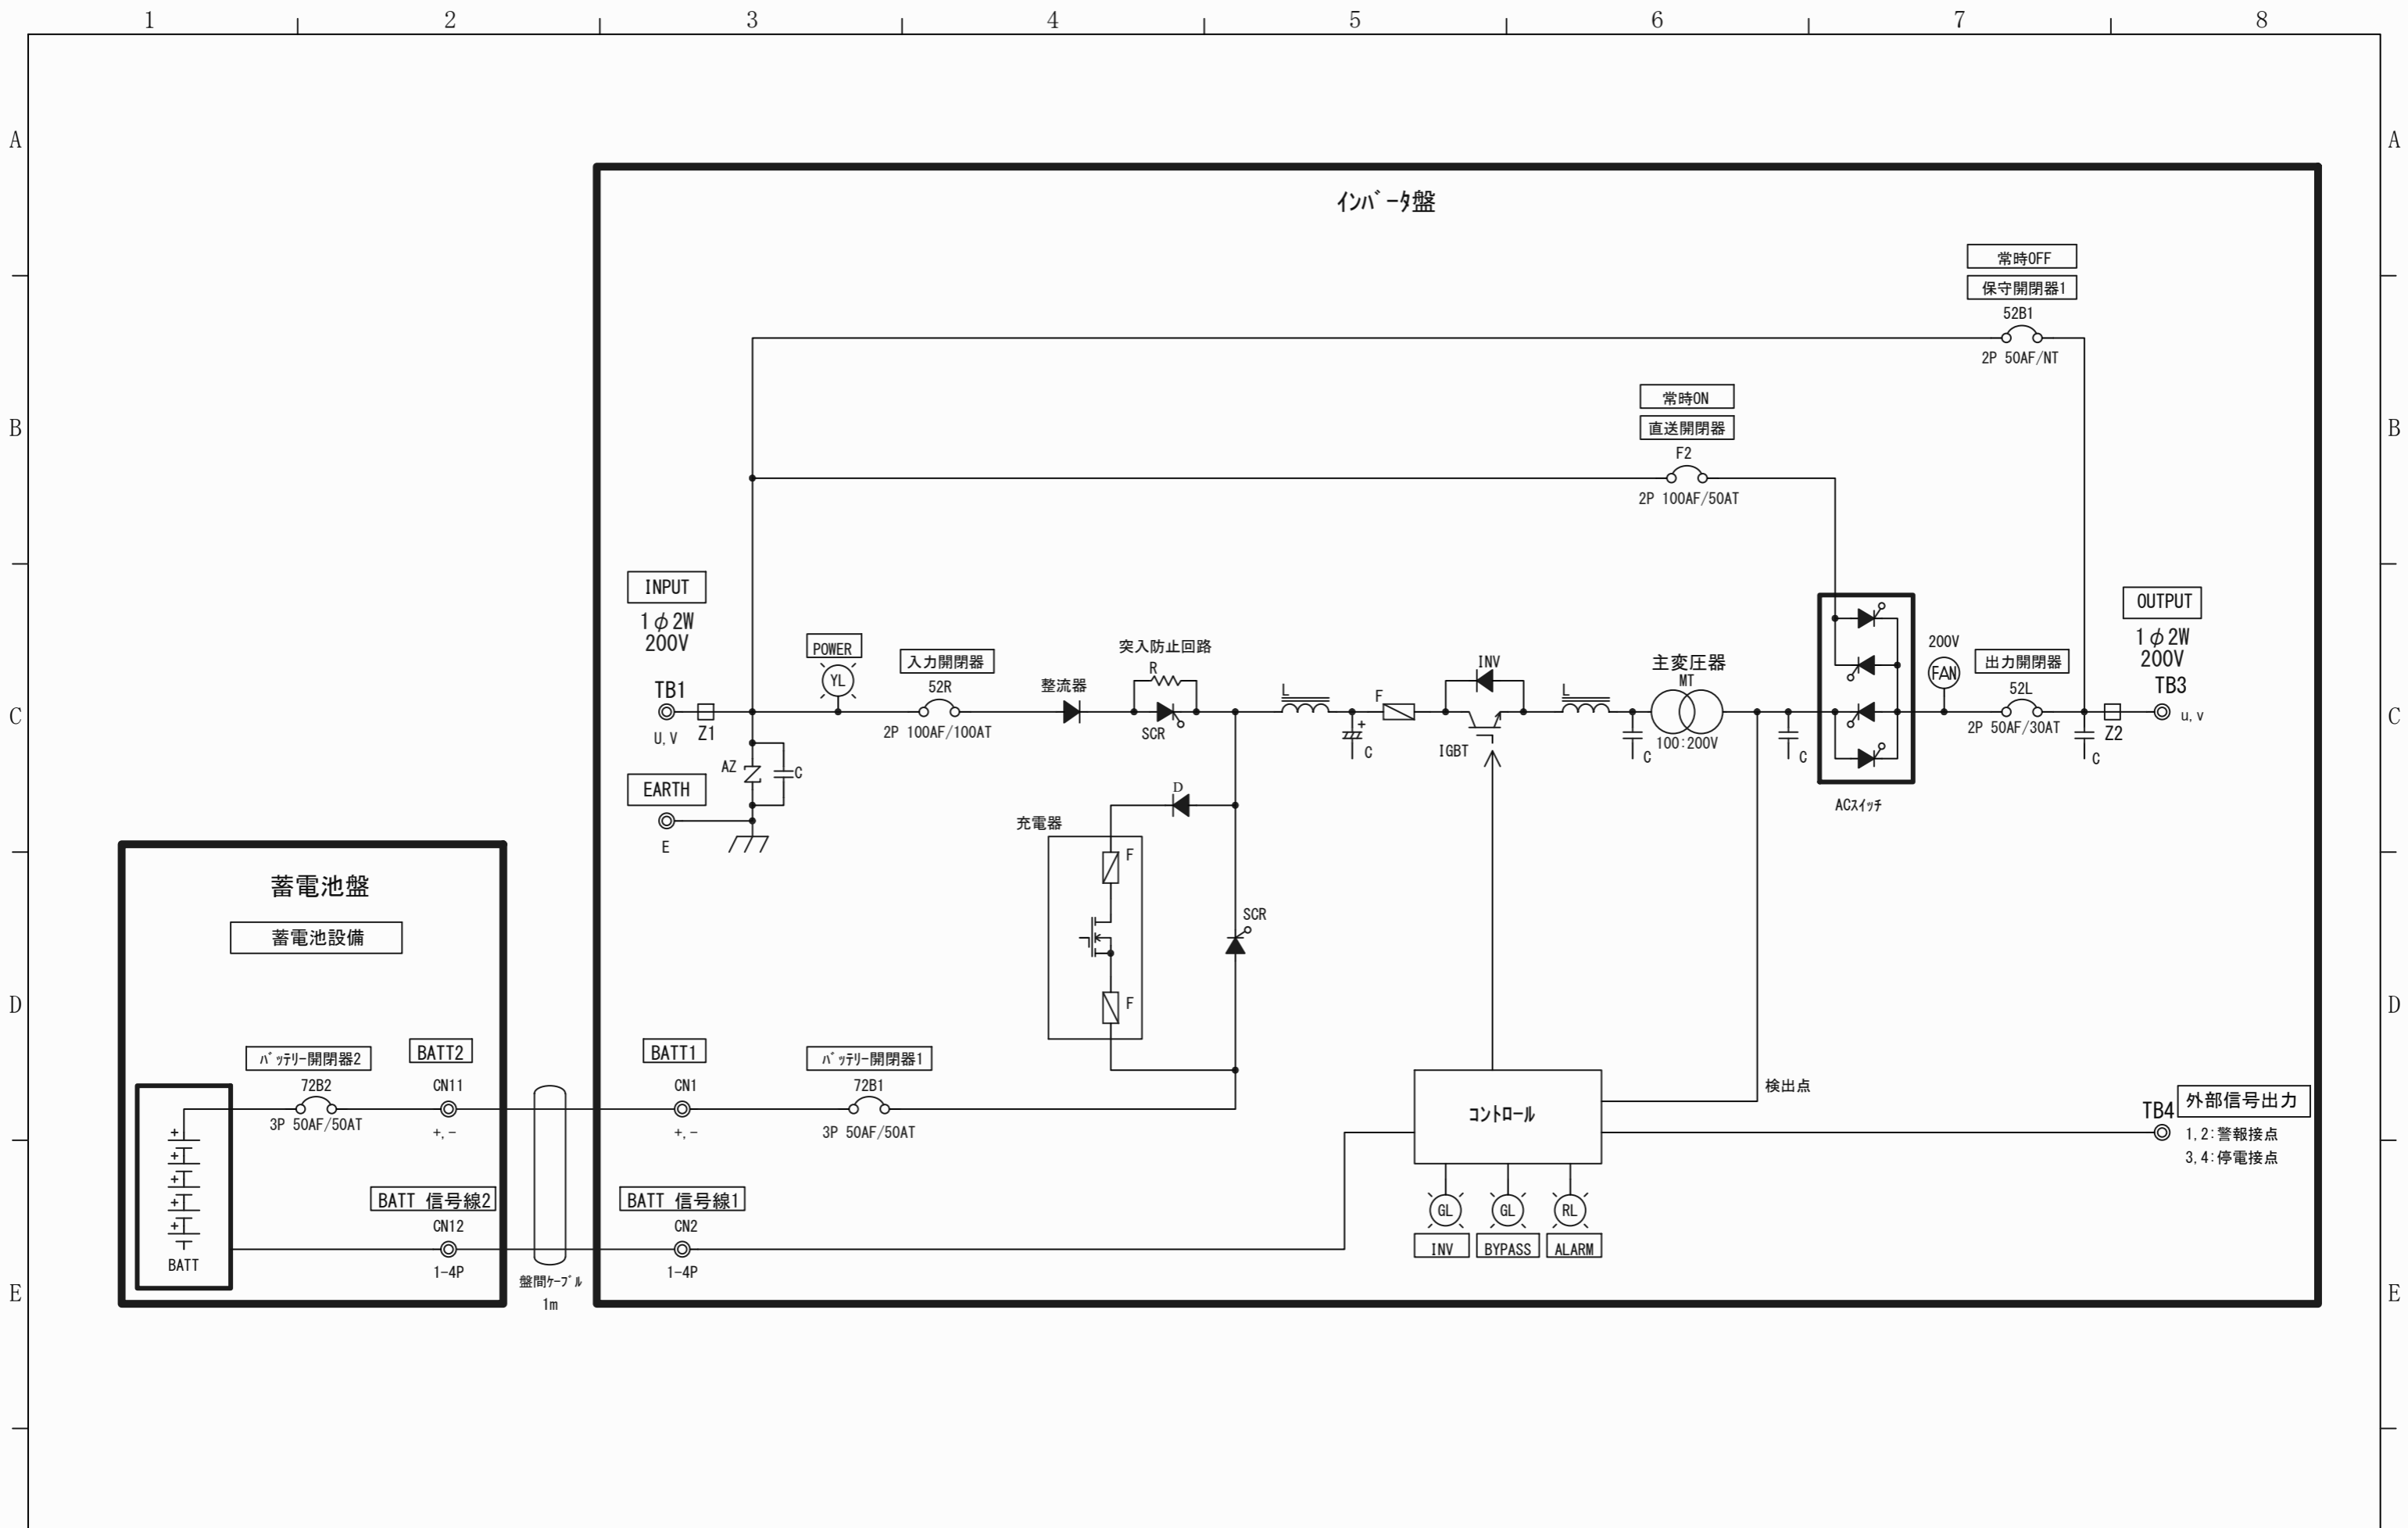 1 2 3 4 5 6 7 8
A A
インバータ盤
常時OFF
保守開閉器1
52B1
2P 50AF/NT
常時ON
B B
直送開閉器
F2
2P 100AF/50AT
INPUT
1φ2W
200V
TB1
U,V
Z1
EARTH
E
AZ
C
POWER
YL
入力開閉器
52R
2P 100AF/100AT
整流器
突入防止回路
R
SCR
L
+
C
F
INV
IGBT
L
C
主変圧器
MT
100:200V
C
ACスイッチ
200V
FAN
出力開閉器
52L
2P 50AF/30AT
C
Z2
OUTPUT
1φ2W
200V
TB3
u,v
C C
D
充電器
F
F
SCR
蓄電池盤
蓄電池設備
D D
バッテリー開閉器2
72B2
3P 50AF/50AT
BATT2
CN11
+,-
BATT1
CN1
+,-
バッテリー開閉器1
72B1
3P 50AF/50AT
コントロール
検出点
TB4
外部信号出力
1,2:警報接点
3,4:停電接点
+
+
+
+
+
BATT
BATT 信号線2
CN12
1-4P
盤間ケーブル
1m
BATT 信号線1
CN2
1-4P
GL
GL
RL
INV
BYPASS
ALARM
E E